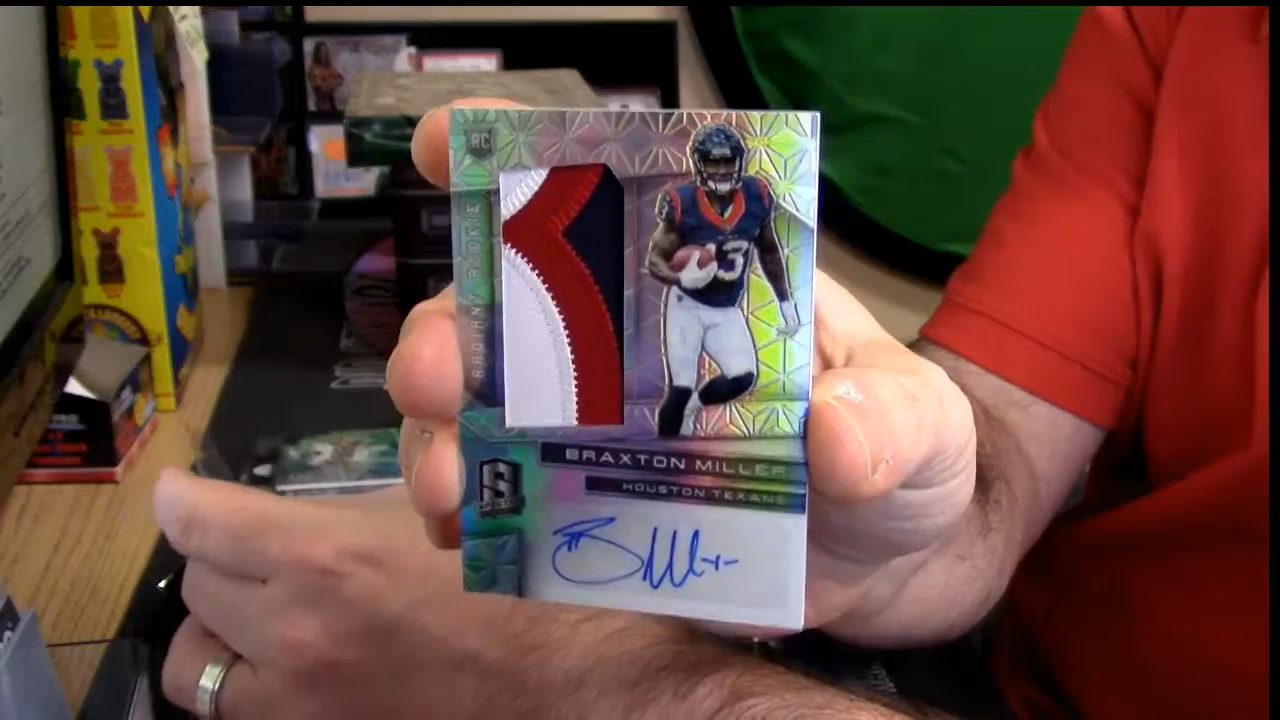 RC
RADIANT ROOKIE
13
BRAXTON MILLER
HOUSTON TEXANS